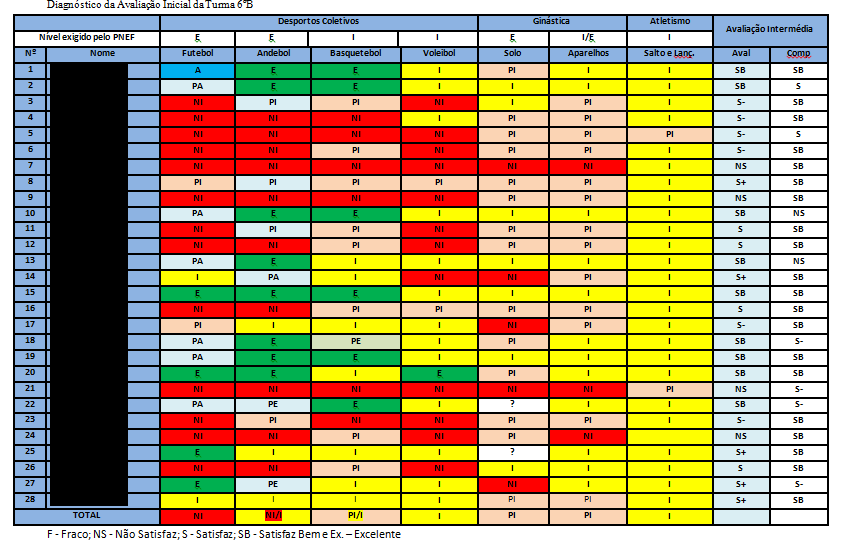 Diagnóstico da Avaliação Inicial da Turma 6ºB
Desportos Coletivos Ginástica Atletismo Avaliação Intermédia
Nível exigido pelo PNEF E E I I E I/E I
Nº Nome Futebol Andebol Basquetebol Voleibol Solo Aparelhos Salto e Lanç. Aval Comp
1 A E E I PI I I SB SB
2 PA E E I I I I SB S
3 NI PI PI NI I PI I S- SB
4 NI NI NI I PI PI I S- SB
5 NI NI NI NI PI PI PI S- S
6 NI NI PI NI PI PI I S- SB
7 NI NI NI NI NI NI I NS SB
8 PI PI PI PI PI PI I S+ SB
9 NI NI NI NI PI PI I NS SB
10 PA E E I I I I SB NS
11 NI PI PI NI PI PI I S SB
12 NI NI PI NI PI PI I S SB
13 PA E I I I I I SB NS
14 I PA I NI NI PI I S+ SB
15 E E E I I I I SB SB
16 NI NI PI PI PI PI I S SB
17 PI I I I NI PI I S- SB
18 PA E PE I PI I I SB S-
19 PA E E I I I I SB SB
20 E E I E PI I I SB SB
21 NI NI NI NI NI NI PI NS S-
22 PA PE E I ? I I SB S-
23 NI PI NI NI PI PI I S- SB
24 NI NI PI NI PI NI I NS SB
25 E I I I ? I I S+ SB
26 NI NI PI NI I I I S SB
27 E PE I I NI I I S+ S-
28 I I I I PI PI I S+ SB
TOTAL NI NI/I PI/I I PI PI I
F - Fraco; NS - Não Satisfaz; S - Satisfaz; SB - Satisfaz Bem e Ex. – Excelente